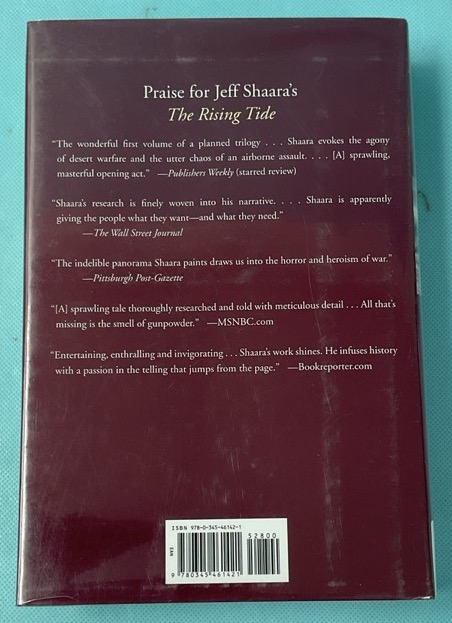 Praise for Jeff Shaara's
The Rising Tide
“The wonderful first volume of a planned trilogy . . . Shaara evokes the agony
of desert warfare and the utter chaos of an airborne assault. . . . [A] sprawling,
masterful opening act.” —Publishers Weekly (starred review)
“Shaara's research is finely woven into his narrative. . . . Shaara is apparently
giving the people what they want—and what they need.”
—The Wall Street Journal
“The indelible panorama Shaara paints draws us into the horror and heroism of war.”
—Pittsburgh Post-Gazette
“[A] sprawling tale thoroughly researched and told with meticulous detail . . . All that's
missing is the smell of gunpowder.” —MSNBC.com
“Entertaining, enthralling and invigorating . . . Shaara's work shines. He infuses history
with a passion in the telling that jumps from the page.” —Bookreporter.com
ISBN 978-0-345-46142-1
52800
EAN
9 780345 461421